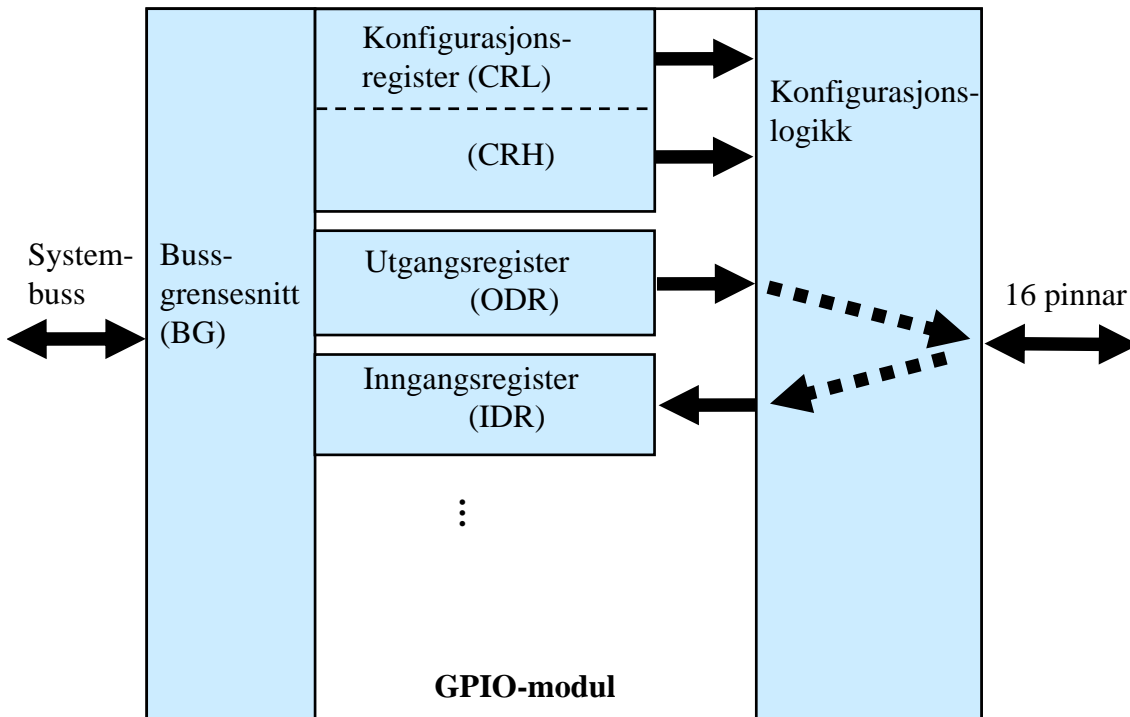 Konfigurasjons-
register (CRL)
(CRH)
Konfigurasjons-
logikk
System-
buss
Buss-
grensesnitt
(BG)
Utgangsregister
(ODR)
16 pinnar
Inngangsregister
(IDR)
...
GPIO-modul